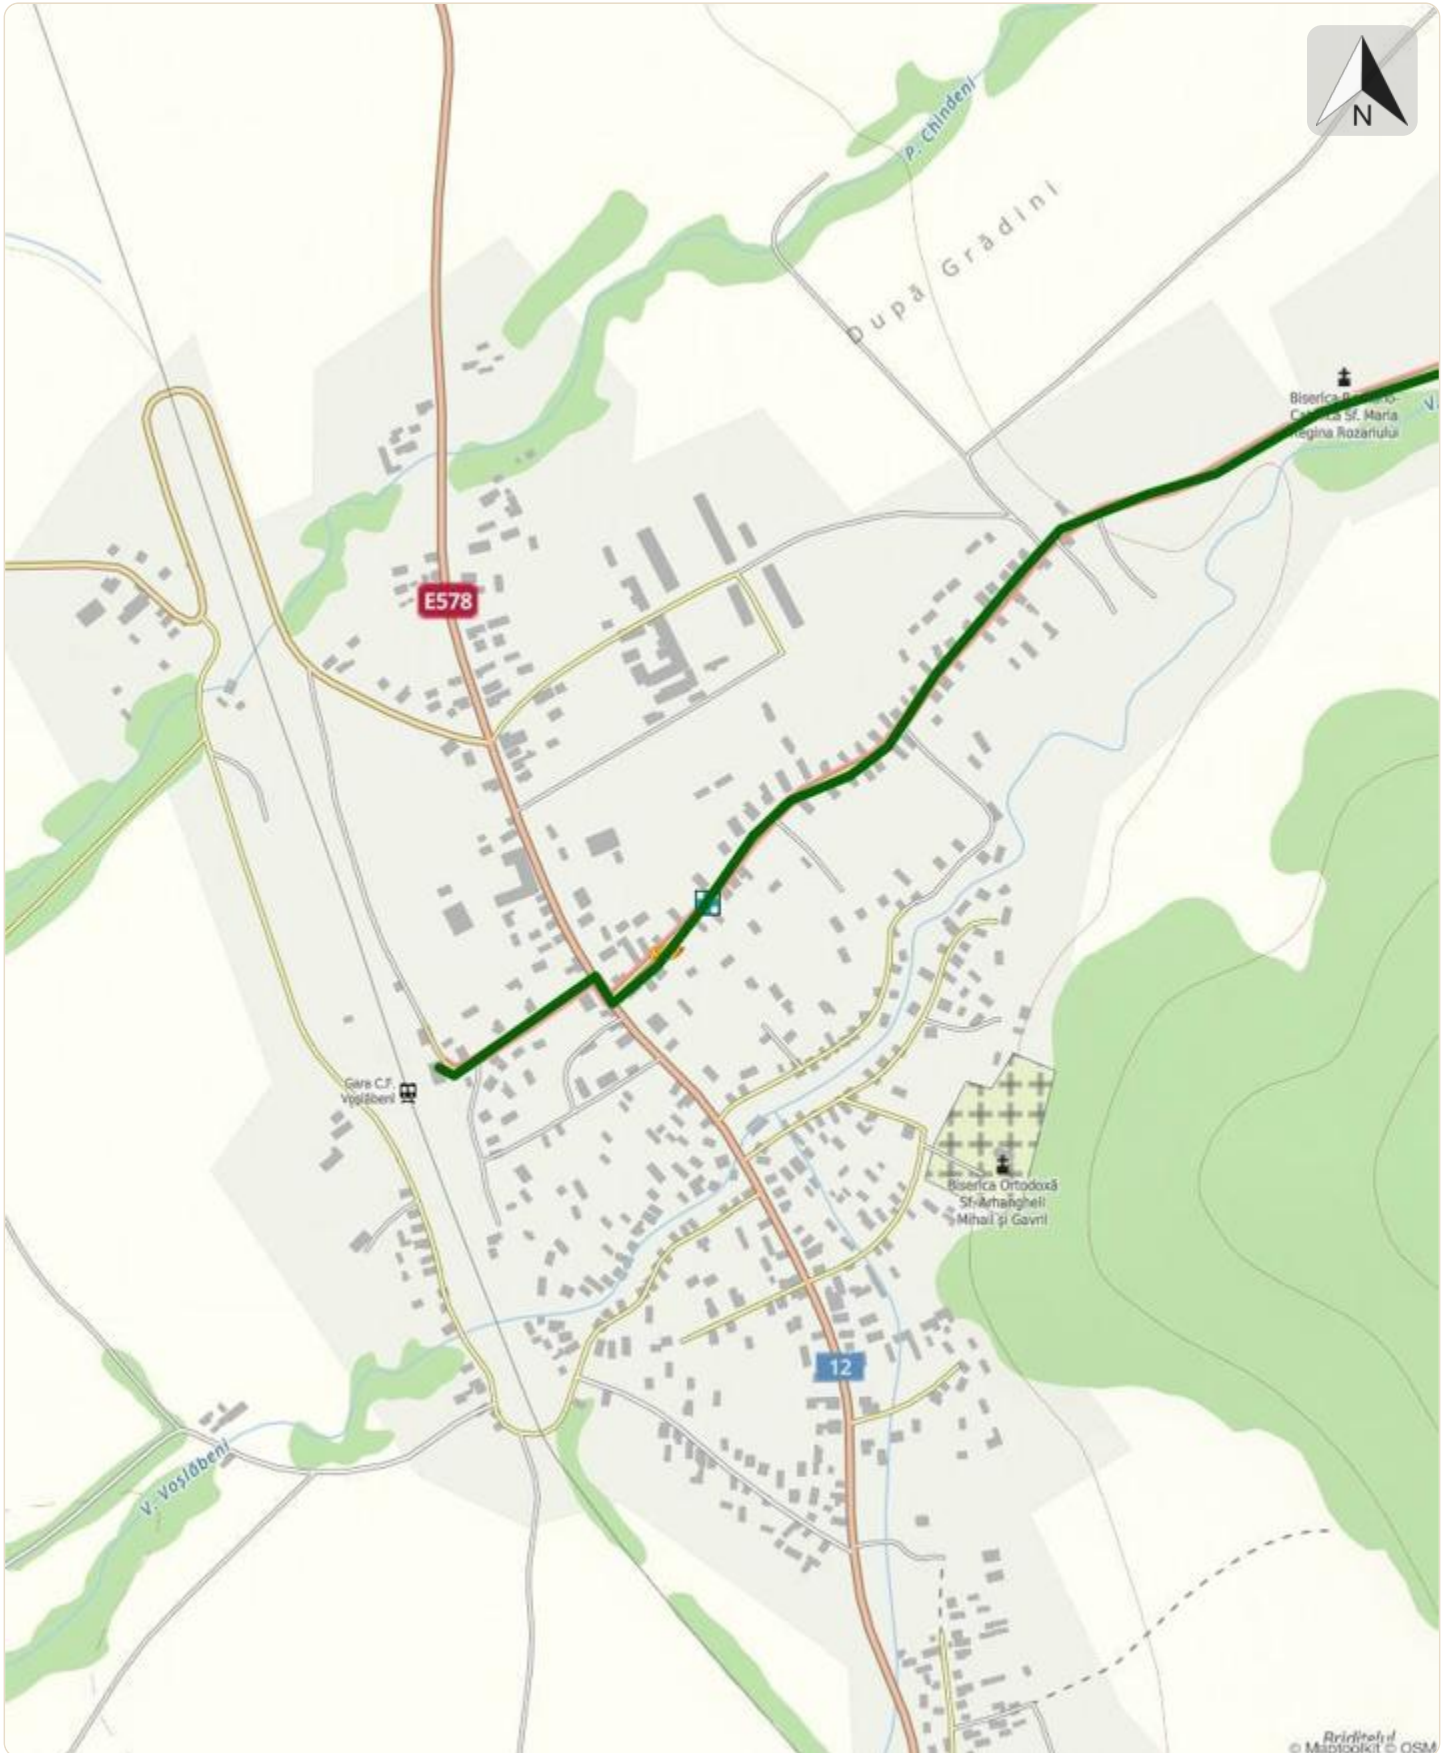 N
P. Chindeni
După Grădini
Biserica Romano-
Catolică Sf. Maria
Regina Rozariului
V.
E578
Gara C.F.
Voșlăbeni
Biserica Ortodoxă
Sf. Arhangheli
Mihail și Gavril
12
V. Voșlăbeni
© Maptoolkit © OSM